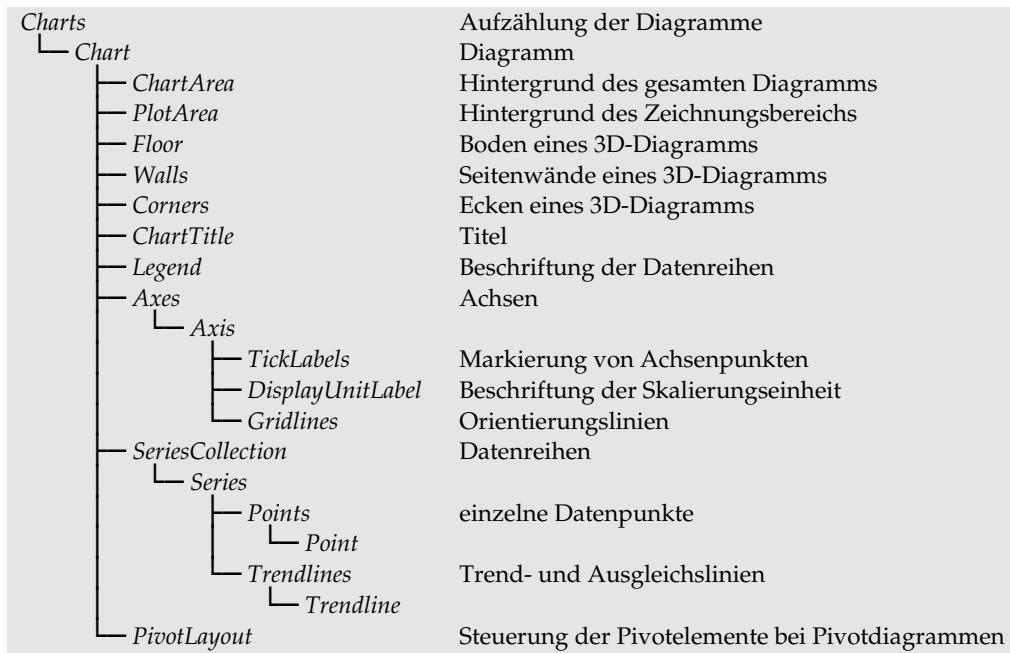 Charts Aufzählung der Diagramme
Chart Diagramm
ChartArea Hintergrund des gesamten Diagramms
PlotArea Hintergrund des Zeichnungsbereichs
Floor Boden eines 3D-Diagramms
Walls Seitenwände eines 3D-Diagramms
Corners Ecken eines 3D-Diagramms
ChartTitle Titel
Legend Beschriftung der Datenreihen
Axes Achsen
Axis
TickLabels Markierung von Achsenpunkten
DisplayUnitLabel Beschriftung der Skalierungseinheit
Gridlines Orientierungslinien
SeriesCollection Datenreihen
Series
Points einzelne Datenpunkte
Point
Trendlines Trend- und Ausgleichslinien
Trendline
PivotLayout Steuerung der Pivotelemente bei Pivotdiagrammen